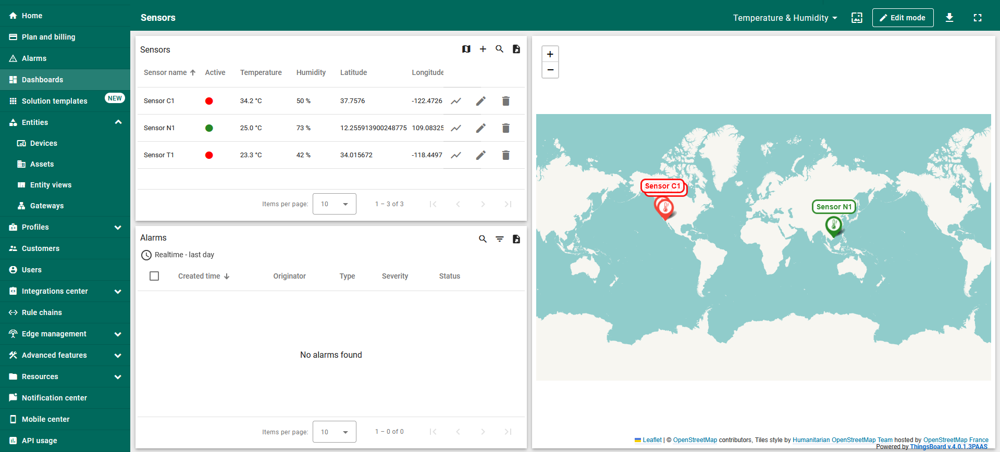 Home
Plan and billing
Alarms
Dashboards
Solution templates NEW
Entities
Devices
Assets
Entity views
Gateways
Profiles
Customers
Users
Integrations center
Rule chains
Edge management
Advanced features
Resources
Notification center
Mobile center
API usage
Sensors
Temperature & Humidity
Edit mode
Sensors
Sensor name Active Temperature Humidity Latitude Longitude
Sensor C1 34.2 °C 50 % 37.7576 -122.4726
Sensor N1 25.0 °C 73 % 12.255913900248775 109.08325
Sensor T1 23.3 °C 42 % 34.015672 -118.4497
Items per page: 10 1 – 3 of 3
Alarms
Realtime - last day
Created time Originator Type Severity Status
No alarms found
Items per page: 10 1 – 0 of 0
+
−
Sensor C1
Sensor N1
Leaflet | © OpenStreetMap contributors, Tiles style by Humanitarian OpenStreetMap Team hosted by OpenStreetMap France
Powered by ThingsBoard v.4.0.1.3PAAS